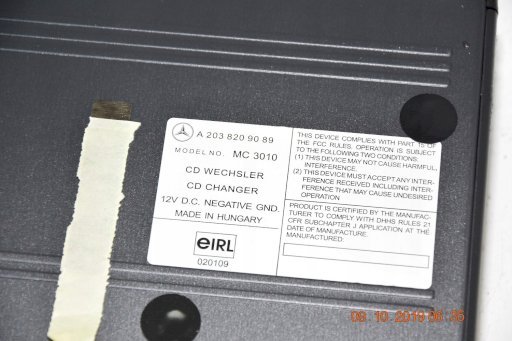 A 203 820 90 89
MODEL NO. MC 3010
CD WECHSLER
CD CHANGER
12V D.C. NEGATIVE GND.
MADE IN HUNGARY
eIRL
020109
THIS DEVICE COMPLIES WITH PART 15 OF
THE FCC RULES. OPERATION IS SUBJECT
TO THE FOLLOWING TWO CONDITIONS:
(1) THIS DEVICE MAY NOT CAUSE HARMFUL
INTERFERENCE.
(2) THIS DEVICE MUST ACCEPT ANY INTER-
FERENCE RECEIVED INCLUDING INTER-
FERENCE THAT MAY CAUSE UNDESIRED
OPERATION
PRODUCT IS CERTIFIED BY THE MANUFAC-
TURER TO COMPLY WITH DHHS RULES 21
CFR SUBCHAPTER J APPLICATION AT THE
DATE OF MANUFACTURE.
MANUFACTURED: